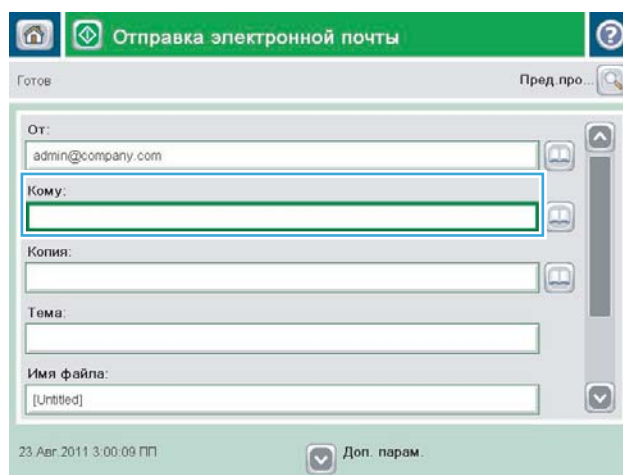 Отправка электронной почты
Готов
Пред.про...
От:
admin@company.com
Кому:
Копия:
Тема:
Имя файла:
[Untitled]
23 Авг 2011 3:00:09 ПП
Доп. парам.